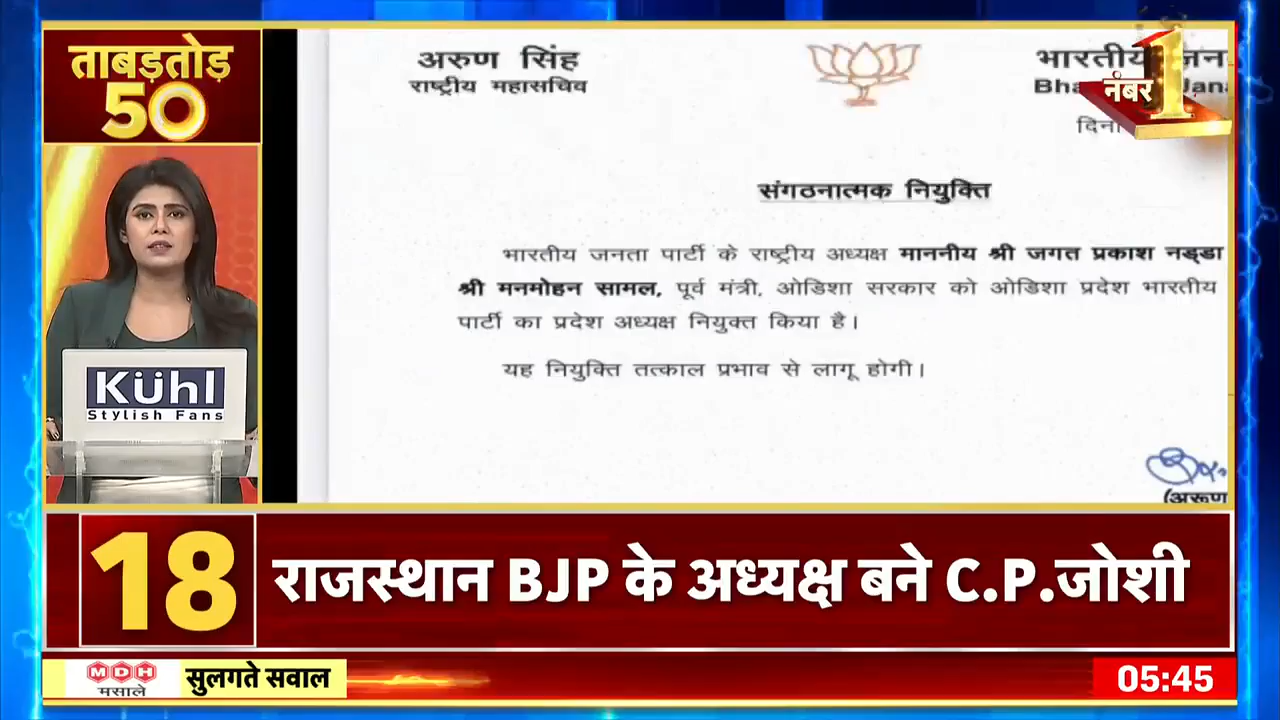 ताबड़तोड़
50
अरुण सिंह
राष्ट्रीय महासचिव
भारतीय
नंबर 1
संगठनात्मक नियुक्ति
भारतीय जनता पार्टी के राष्ट्रीय अध्यक्ष माननीय श्री जगत प्रकाश नड्डा
श्री मनमोहन सामल, पूर्व मंत्री, ओडिशा सरकार को ओडिशा प्रदेश भारतीय
पार्टी का प्रदेश अध्यक्ष नियुक्त किया है।
यह नियुक्ति तत्काल प्रभाव से लागू होगी।
(अरूण
Kühl
Stylish Fans
18
राजस्थान BJP के अध्यक्ष बने C.P.जोशी
MDH
मसाले
सुलगते सवाल
05:45